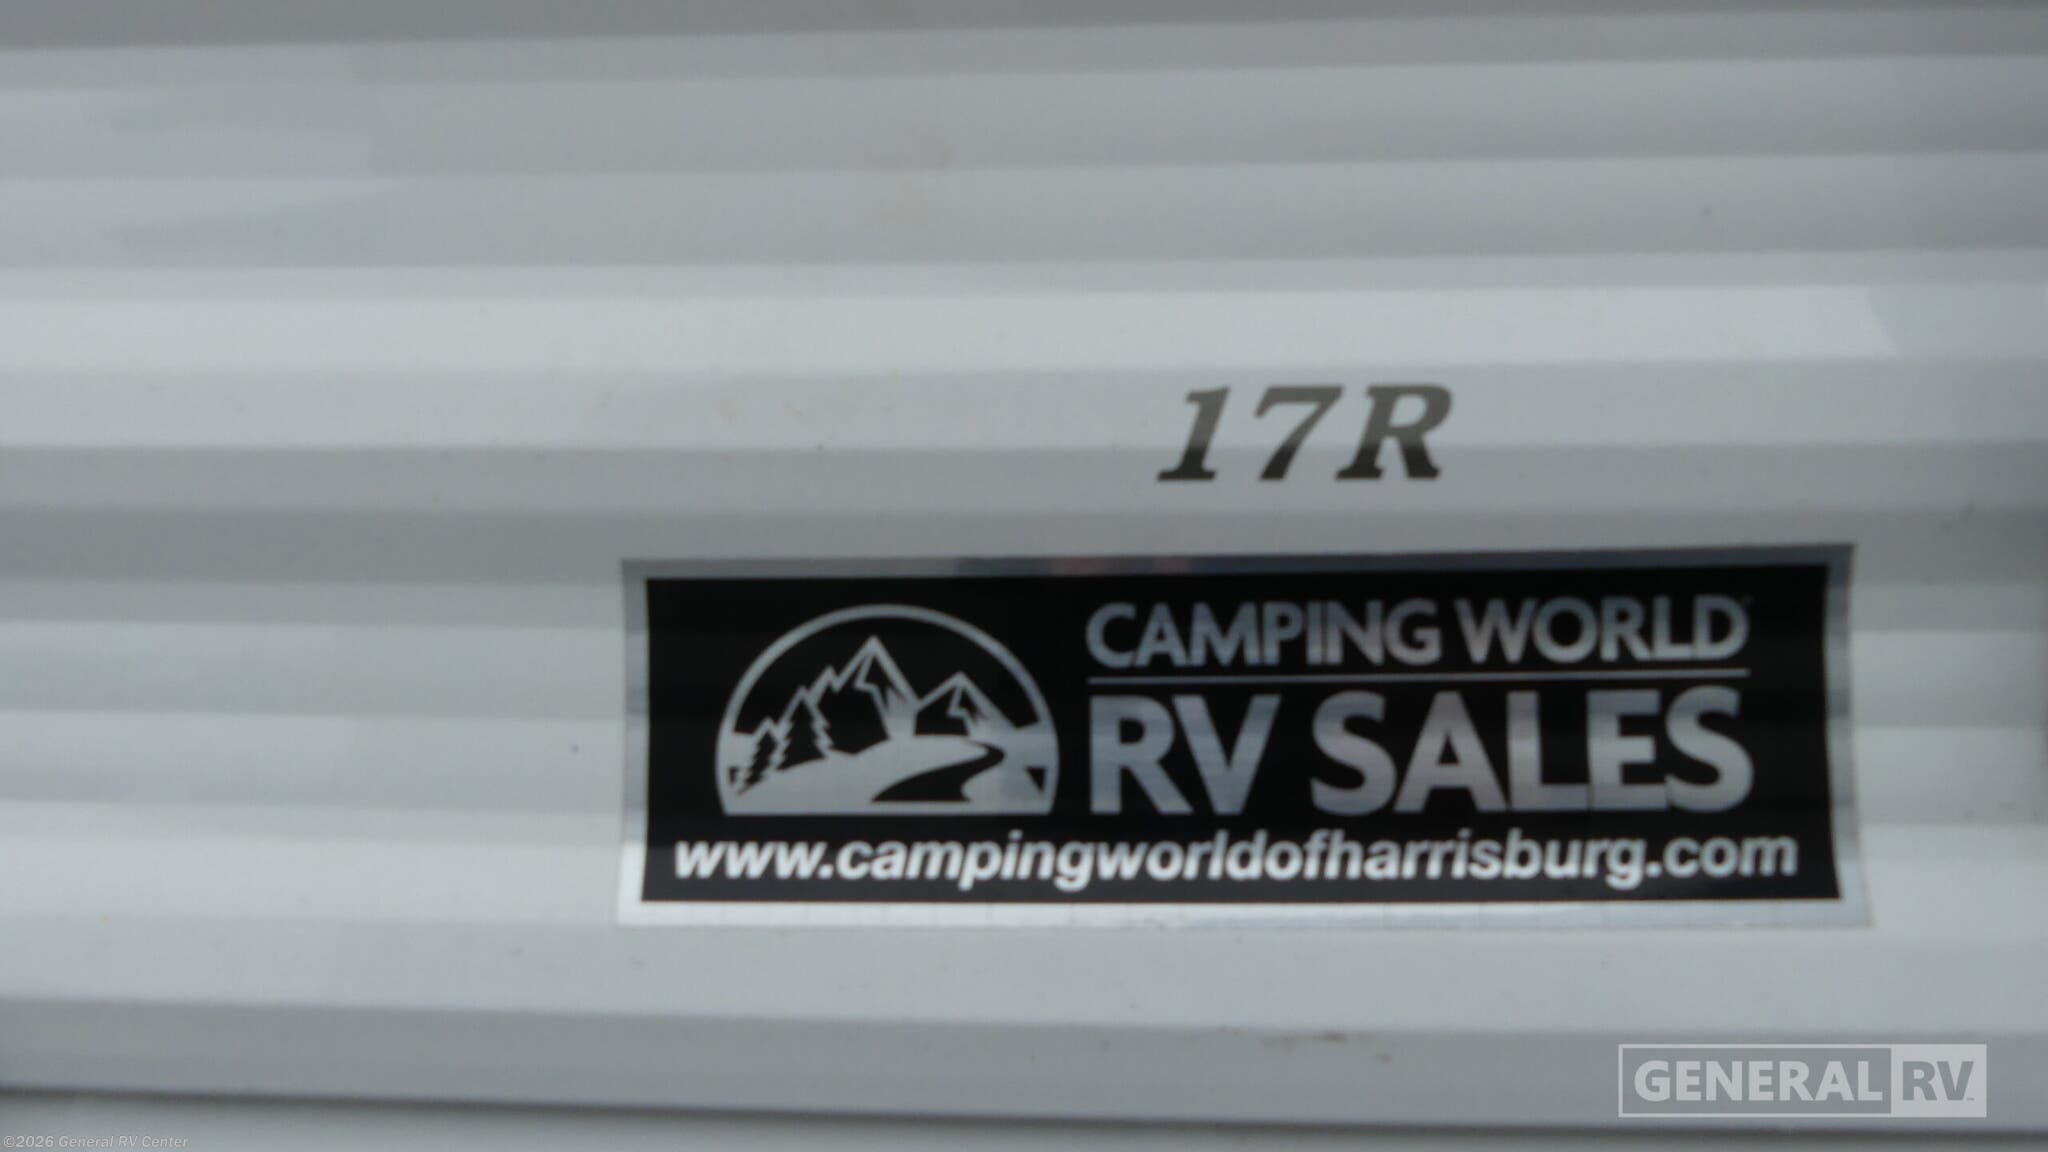 17R
CAMPING WORLD
RV SALES
www.campingworldofharrisburg.com
GENERAL RV
©2026 General RV Center